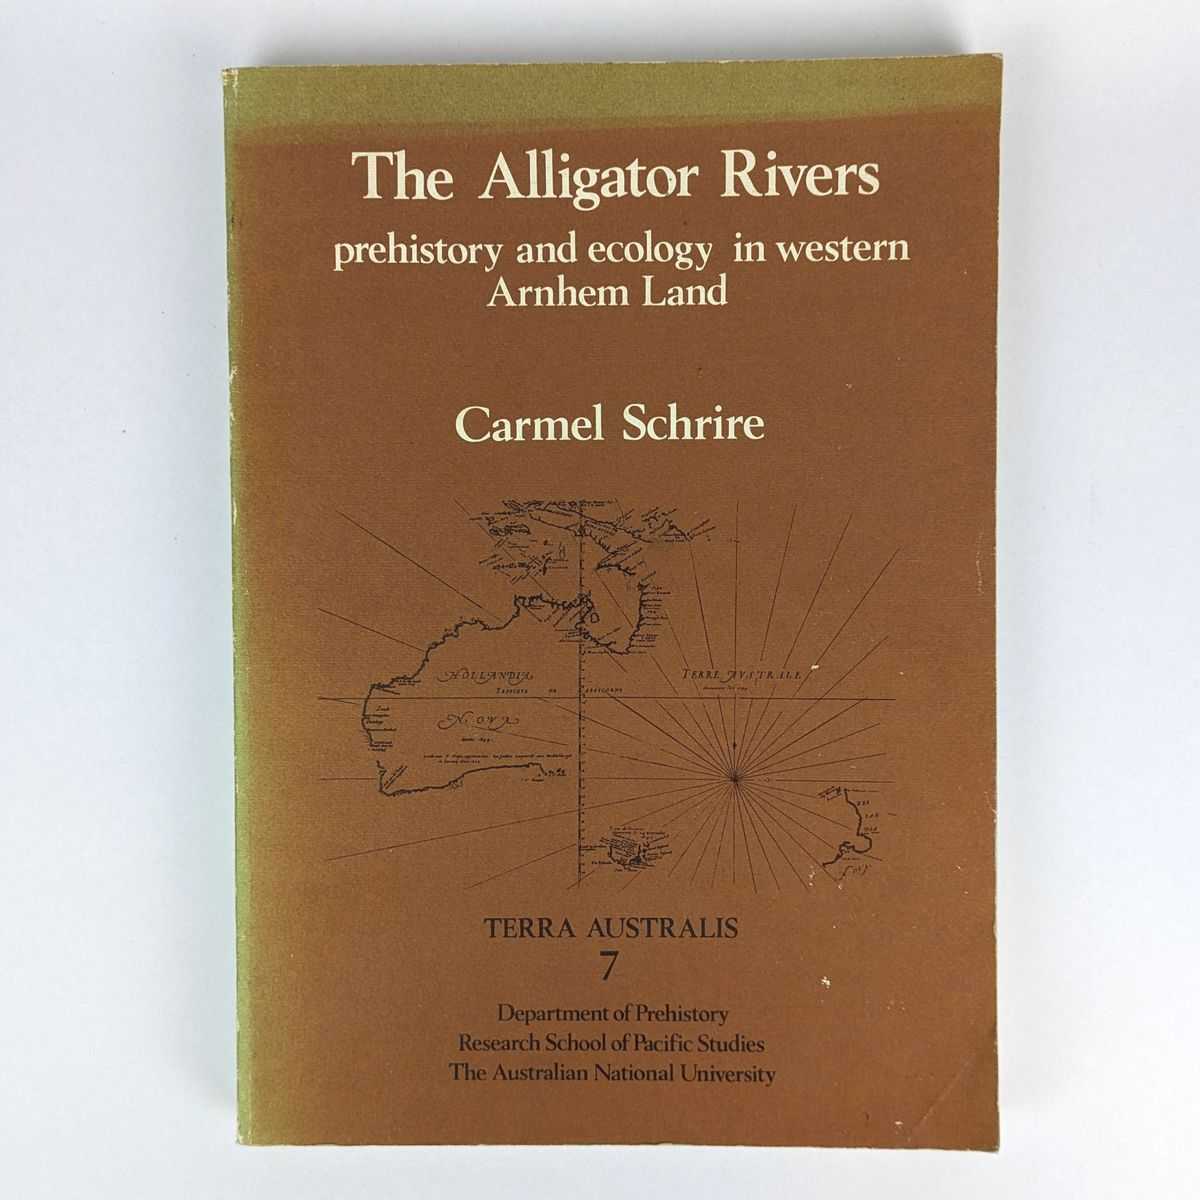 The Alligator Rivers
prehistory and ecology in western
Arnhem Land
Carmel Schrire
HOLLANDIA
TERRE AVSTRALE
NOVA
TERRA AUSTRALIS
7
Department of Prehistory
Research School of Pacific Studies
The Australian National University